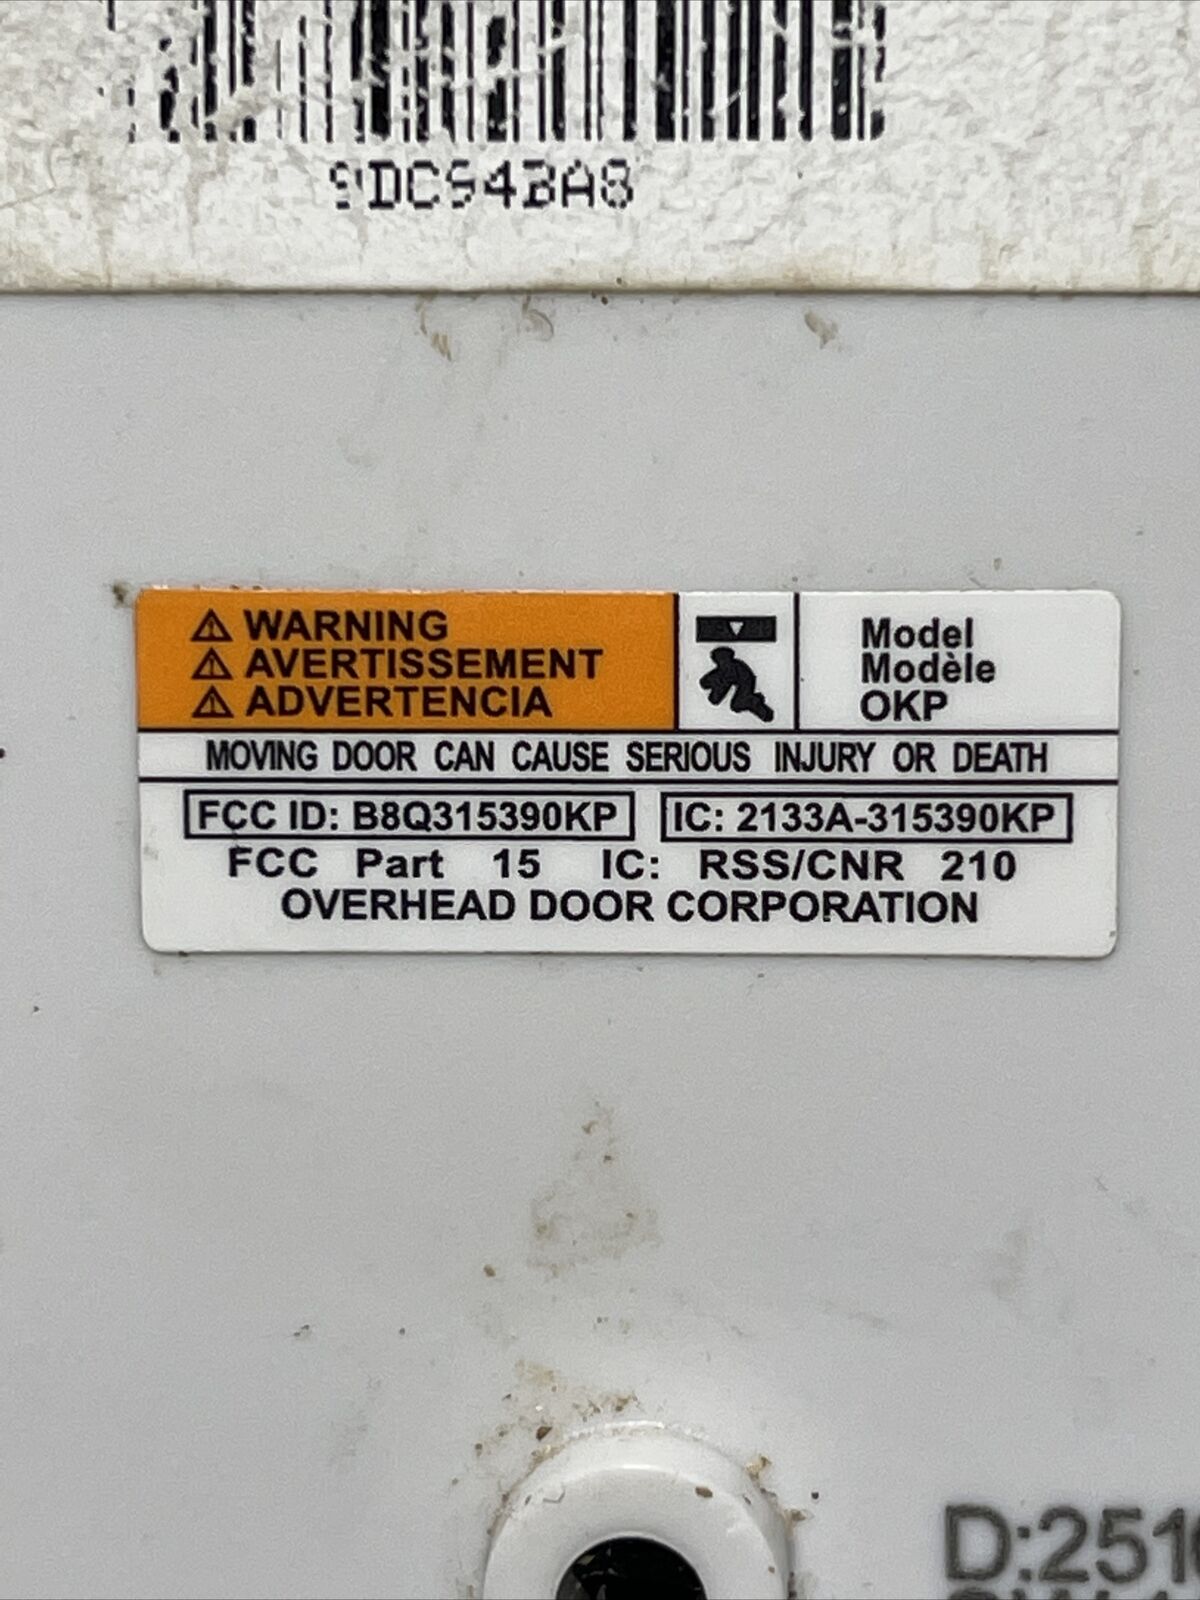 WARNING
AVERTISSEMENT
ADVERTENCIA
Model
Modèle
OKP
MOVING DOOR CAN CAUSE SERIOUS INJURY OR DEATH
FCC ID: B8Q315390KP IC: 2133A-315390KP
FCC Part 15 IC: RSS/CNR 210
OVERHEAD DOOR CORPORATION